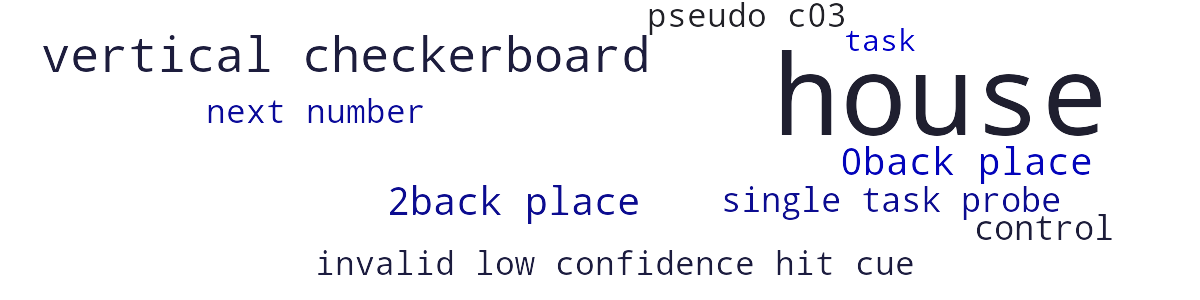 pseudo c03
task
vertical checkerboard
house
next number
0back place
2back place
single task probe
control
invalid low confidence hit cue